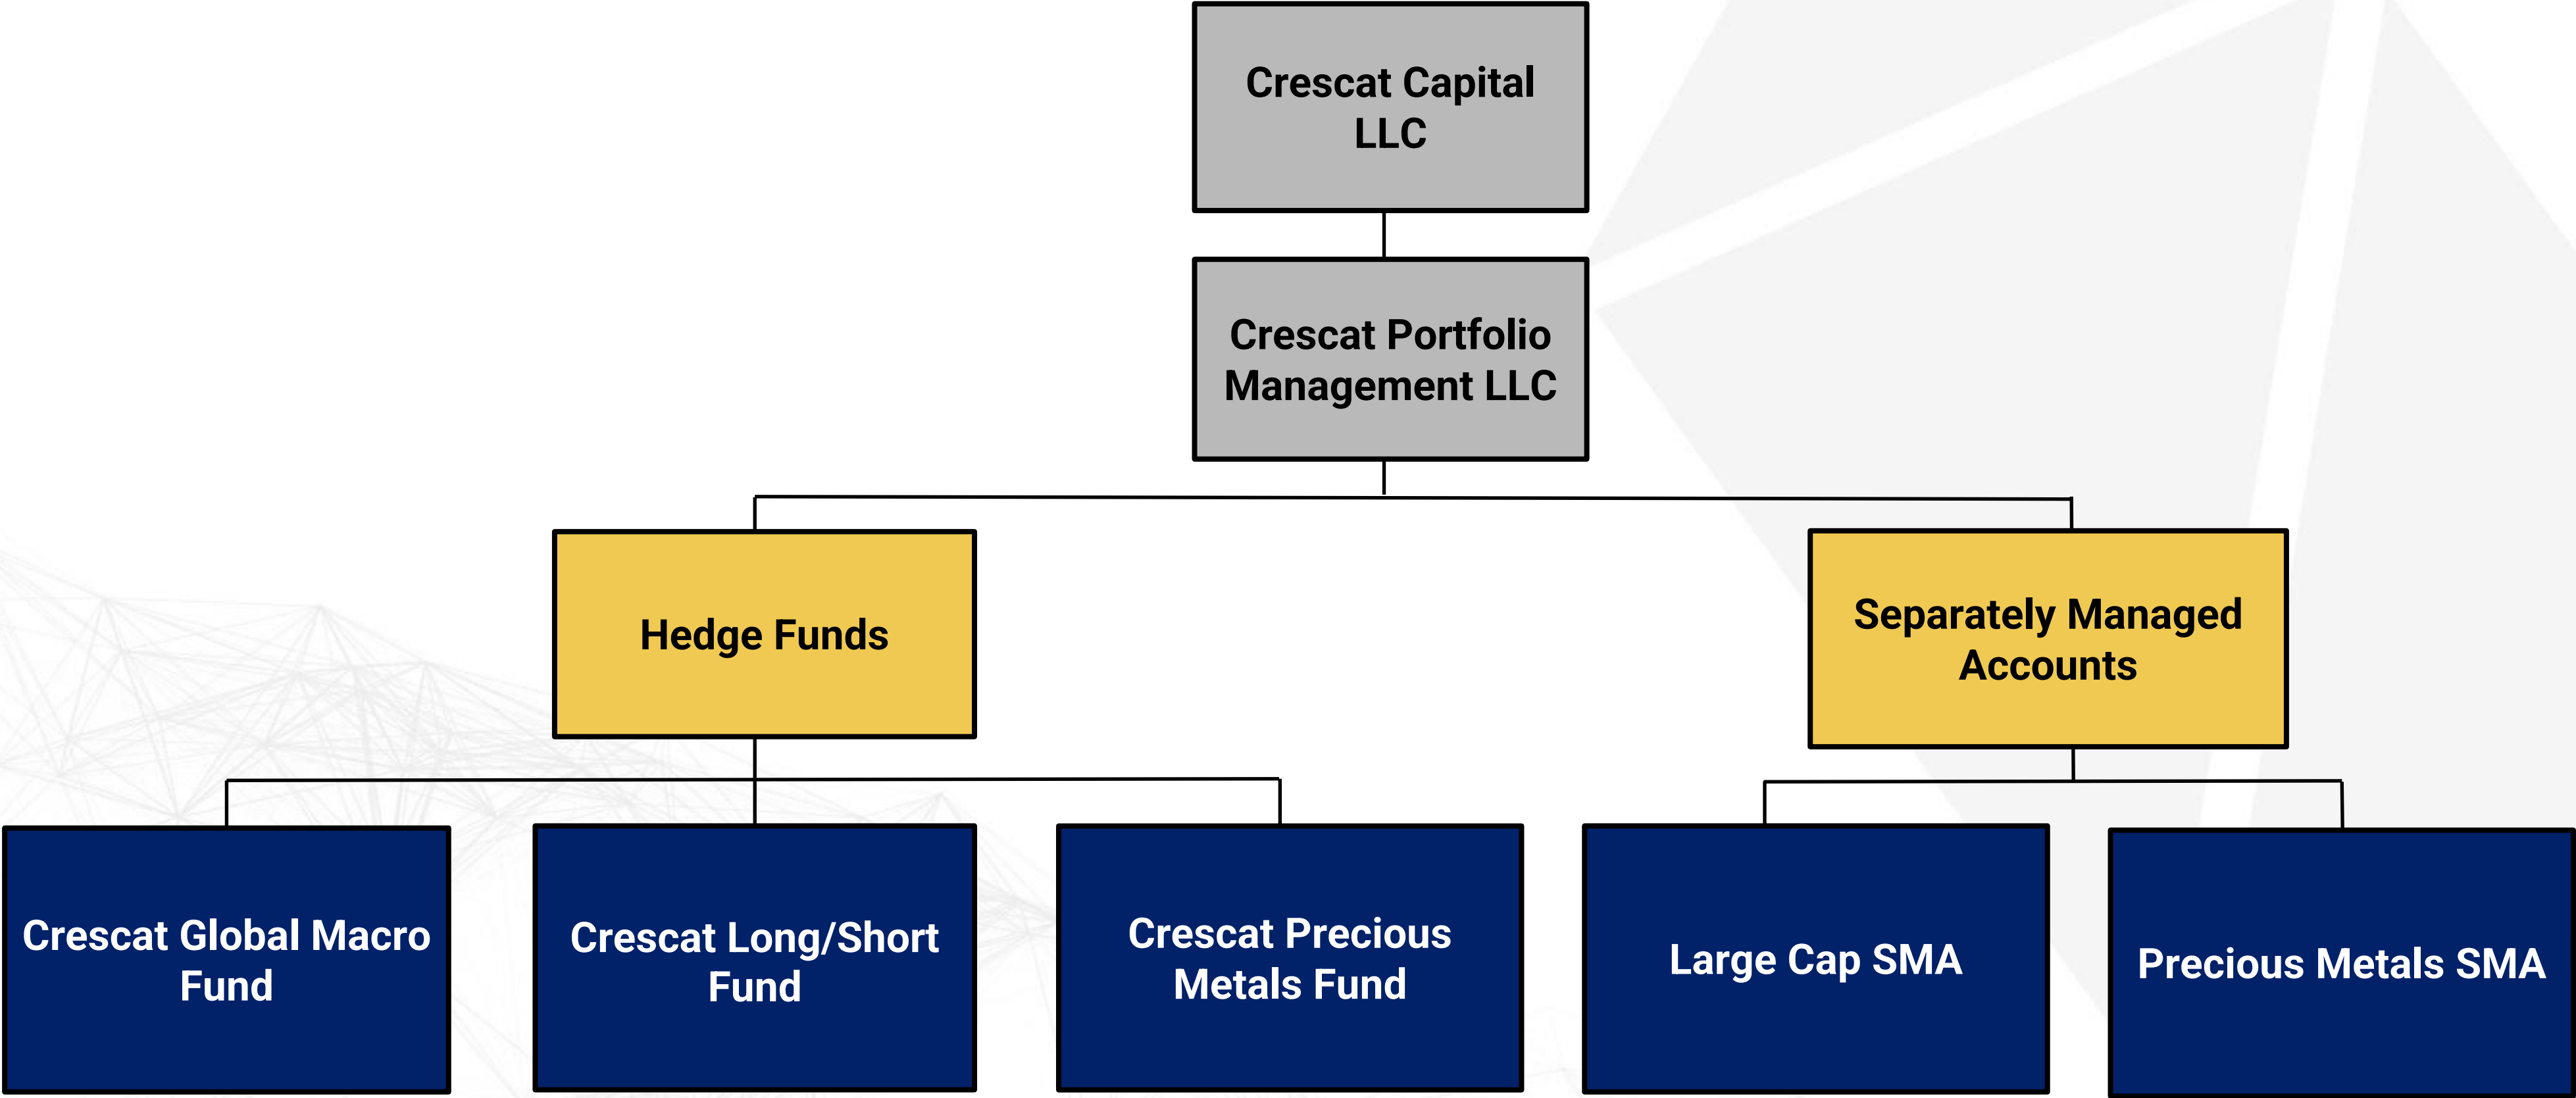 Crescat Capital
LLC
Crescat Portfolio
Management LLC
Hedge Funds
Separately Managed
Accounts
Crescat Global Macro
Fund
Crescat Long/Short
Fund
Crescat Precious
Metals Fund
Large Cap SMA
Precious Metals SMA